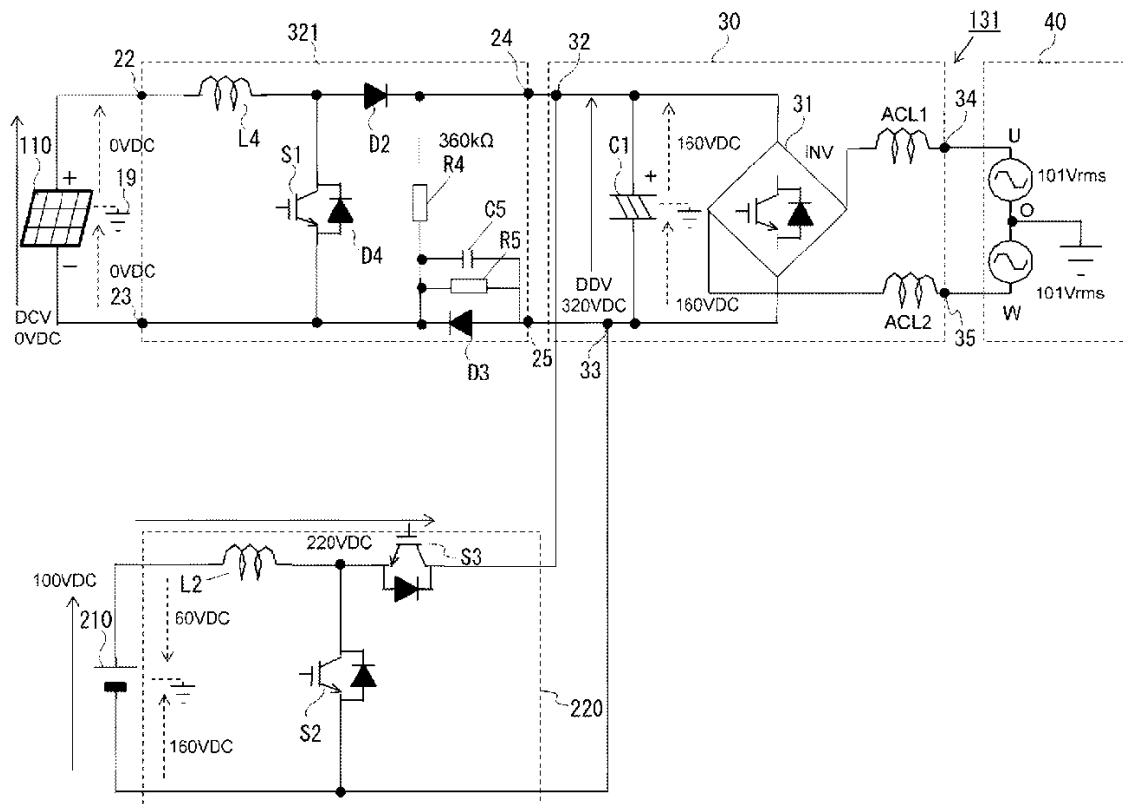 321
24
32
30
131
40
22
L4
D2
31
ACL1
34
110
+
19
0VDC
360kΩ
R4
S1
C1
+
160VDC
INV
U
101Vrms
C5
D4
R5
O
−
0VDC
DDV
320VDC
160VDC
101Vrms
W
23
DCV
0VDC
D3
25
33
ACL2
35
220VDC
S3
L2
100VDC
60VDC
210
S2
220
160VDC